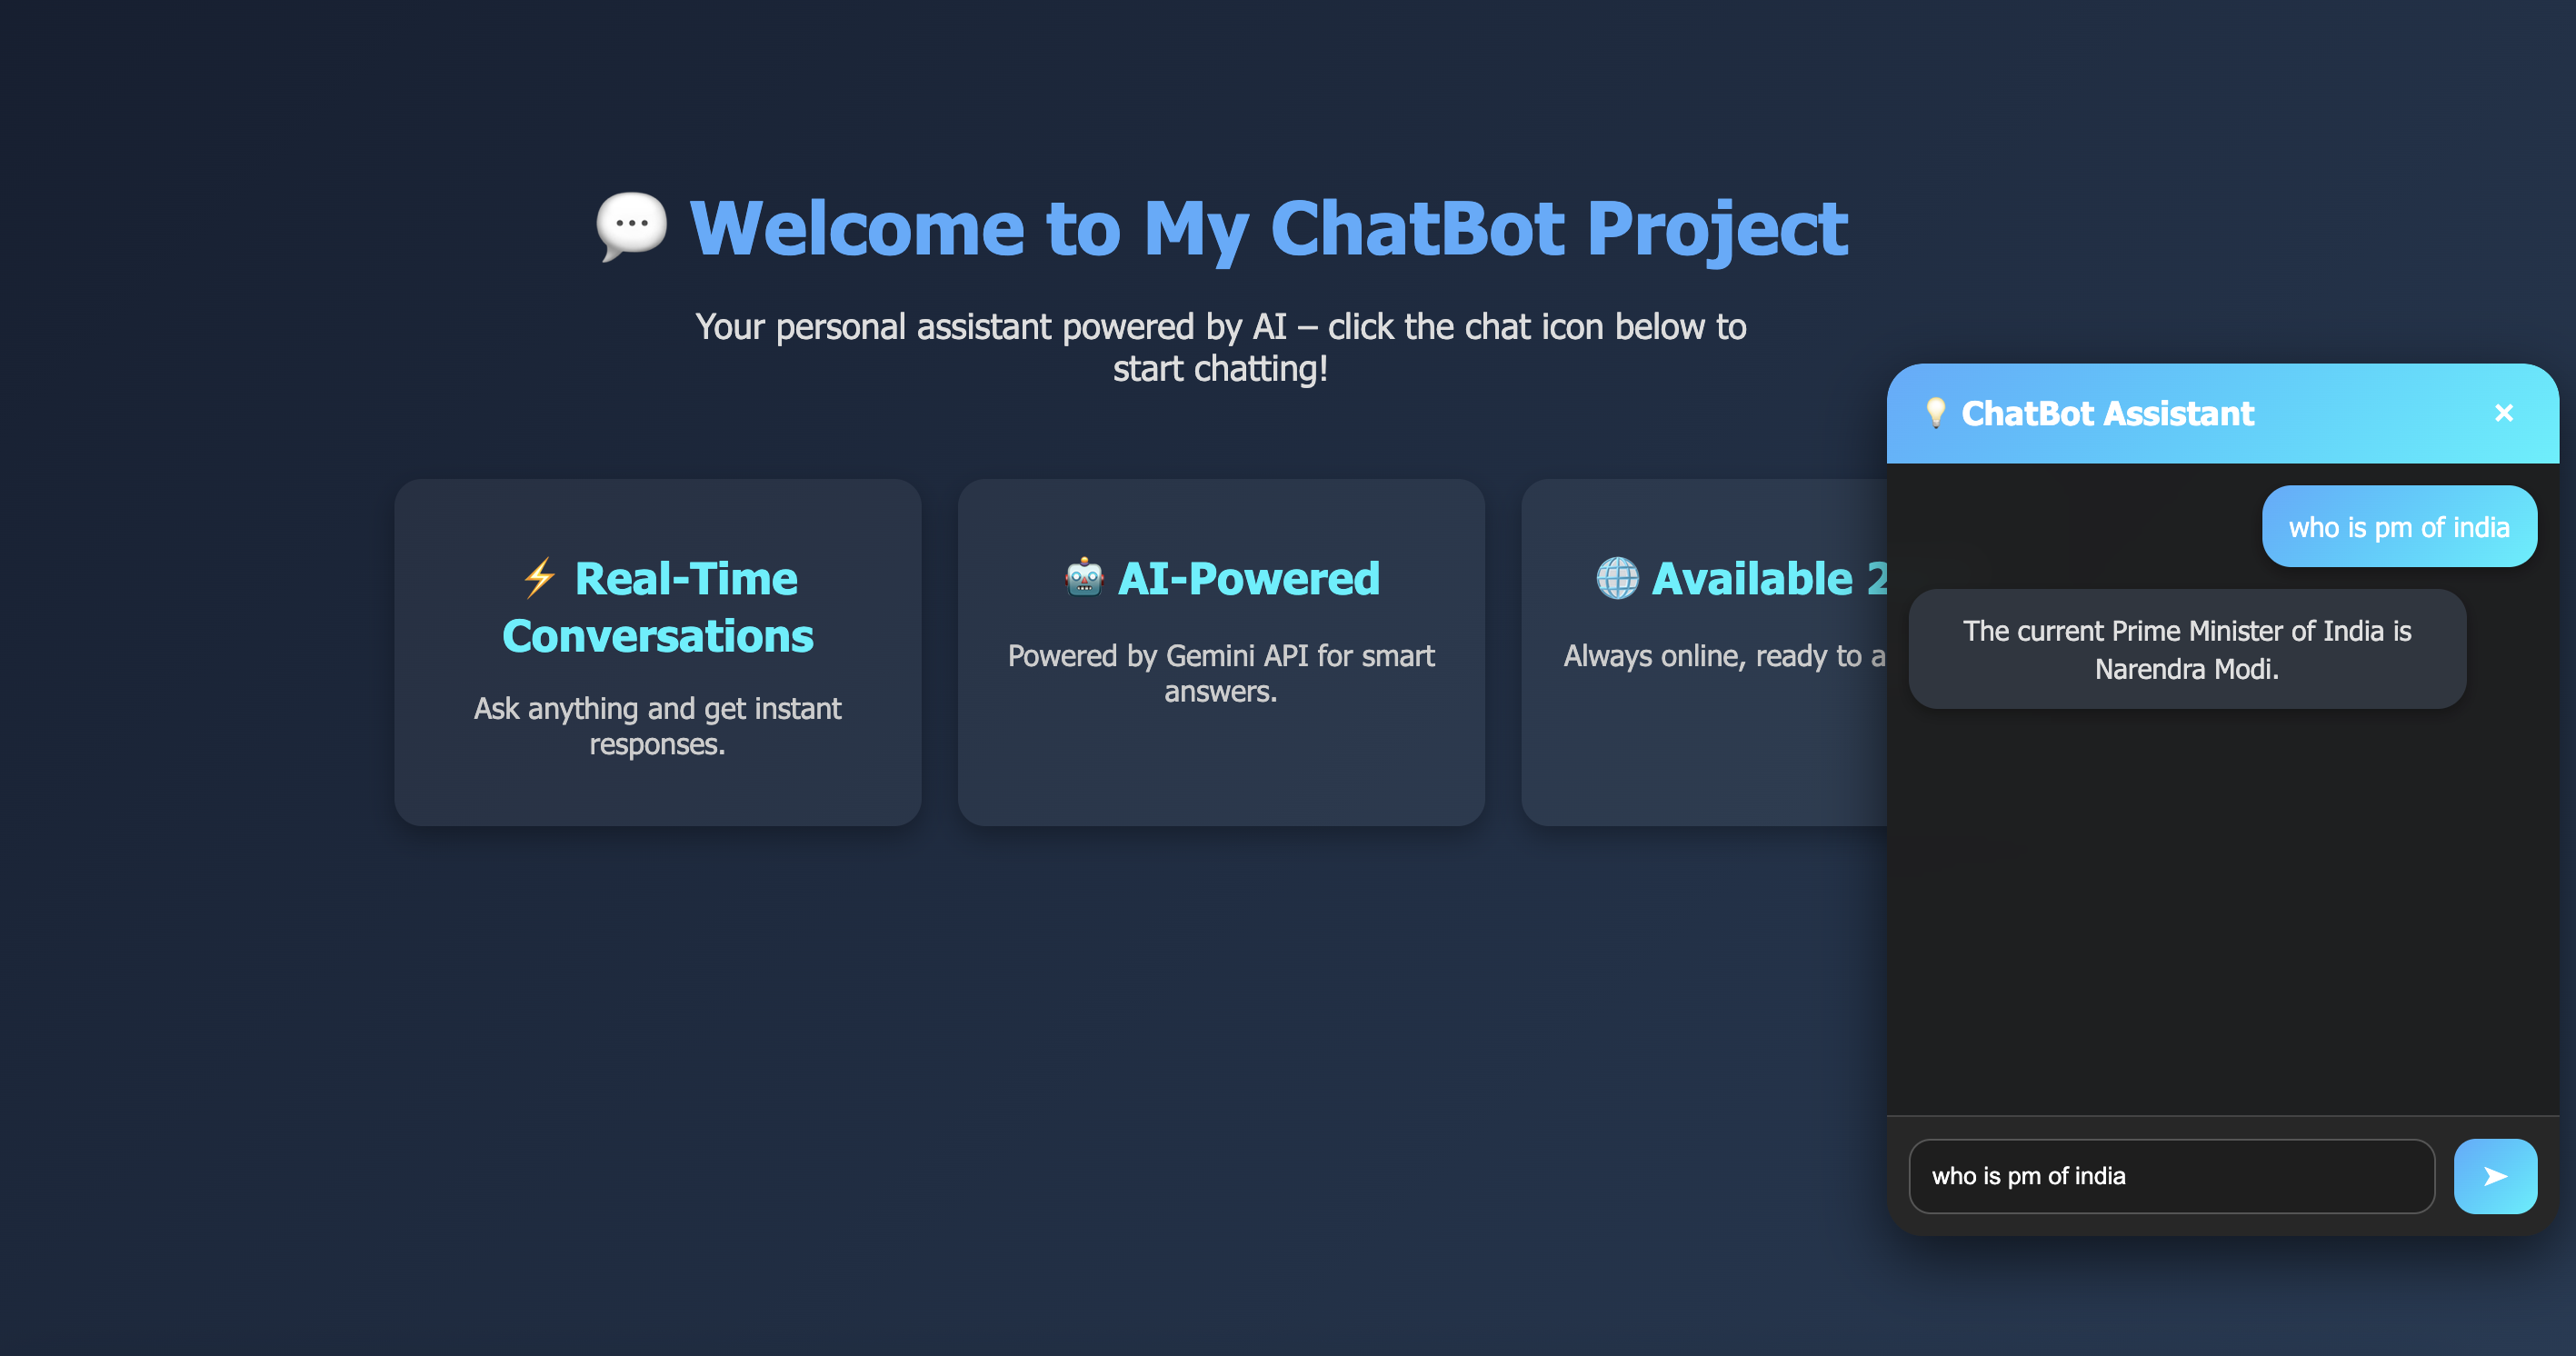 💬 Welcome to My ChatBot Project
Your personal assistant powered by AI – click the chat icon below to
start chatting!
⚡ Real-Time
Conversations
Ask anything and get instant
responses.
🤖 AI-Powered
Powered by Gemini API for smart
answers.
🌐 Available 2
Always online, ready to a
💡 ChatBot Assistant
×
who is pm of india
The current Prime Minister of India is
Narendra Modi.
who is pm of india
➤